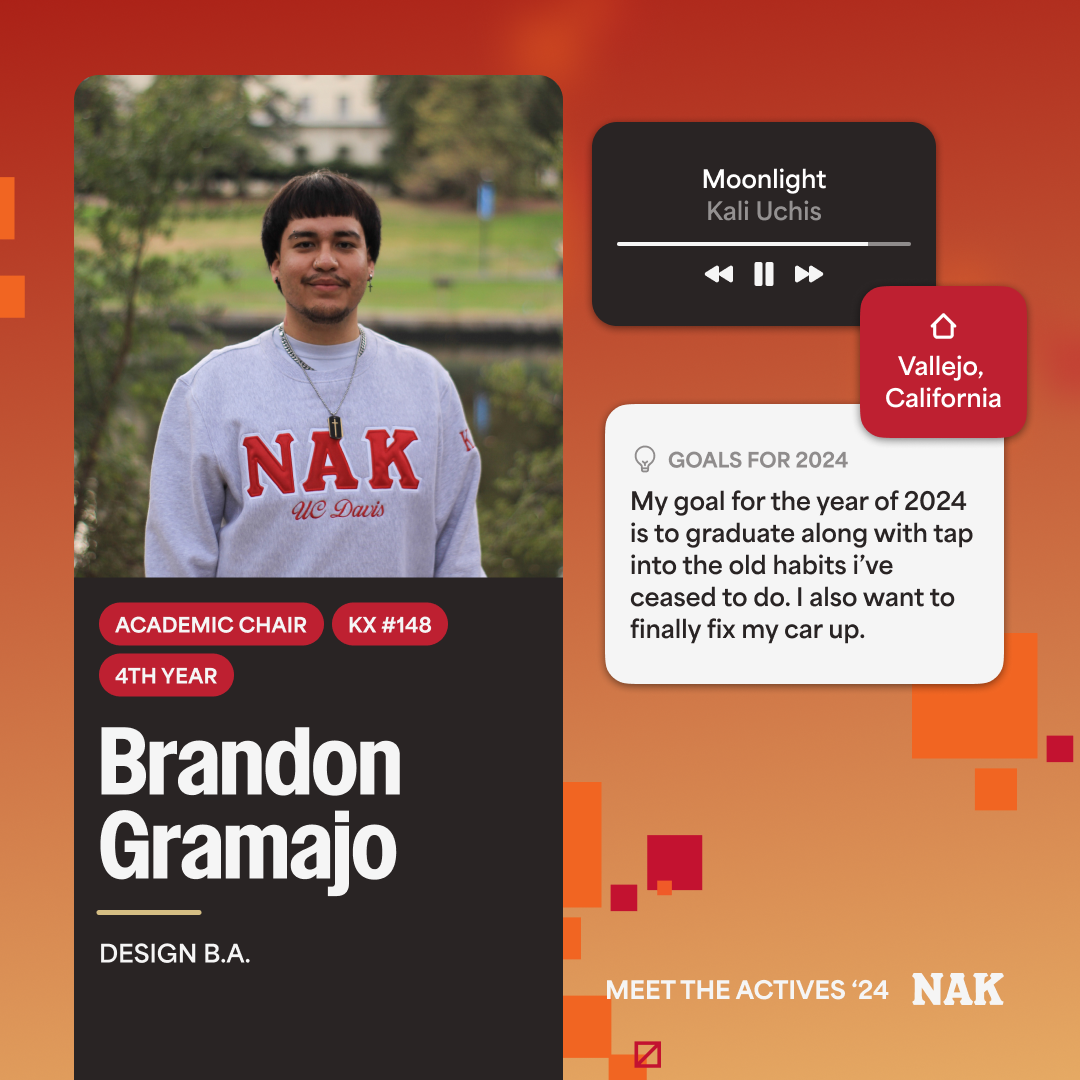 NAK
K
UC Davis
ACADEMIC CHAIR
KX #148
4TH YEAR
Brandon
Gramajo
DESIGN B.A.
Moonlight
Kali Uchis
Vallejo,
California
GOALS FOR 2024
My goal for the year of 2024
is to graduate along with tap
into the old habits i’ve
ceased to do. I also want to
finally fix my car up.
MEET THE ACTIVES ‘24
NAK